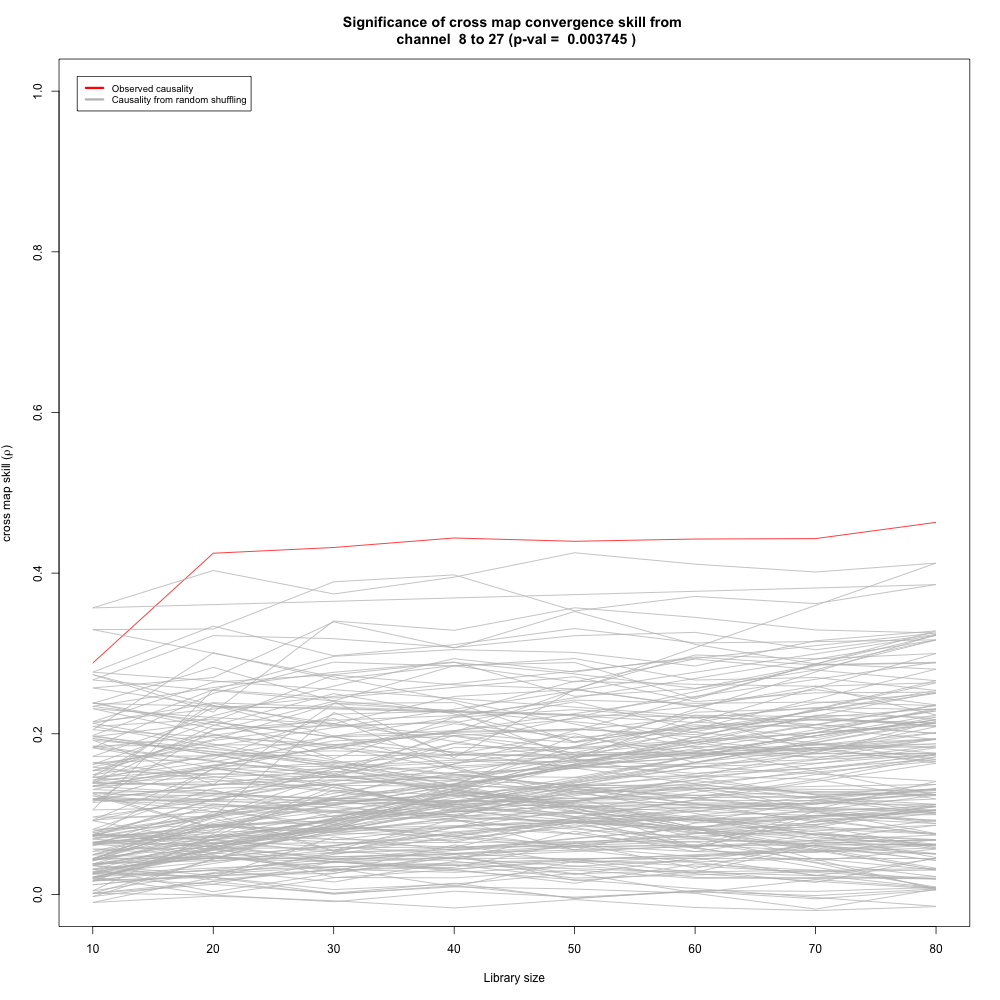 Significance of cross map convergence skill from
channel  8 to 27 (p-val =  0.003745 )
Observed causality
Causality from random shuffling
1.0
0.8
0.6
0.4
0.2
0.0
cross map skill (ρ)
10 20 30 40 50 60 70 80
Library size